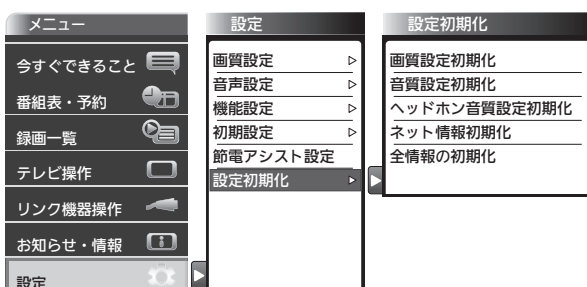 メニュー
今すぐできること
番組表・予約
録画一覧
テレビ操作
リンク機器操作
お知らせ・情報
設定
設定
画質設定
音声設定
機能設定
初期設定
節電アシスト設定
設定初期化
設定初期化
画質設定初期化
音質設定初期化
ヘッドホン音質設定初期化
ネット情報初期化
全情報の初期化